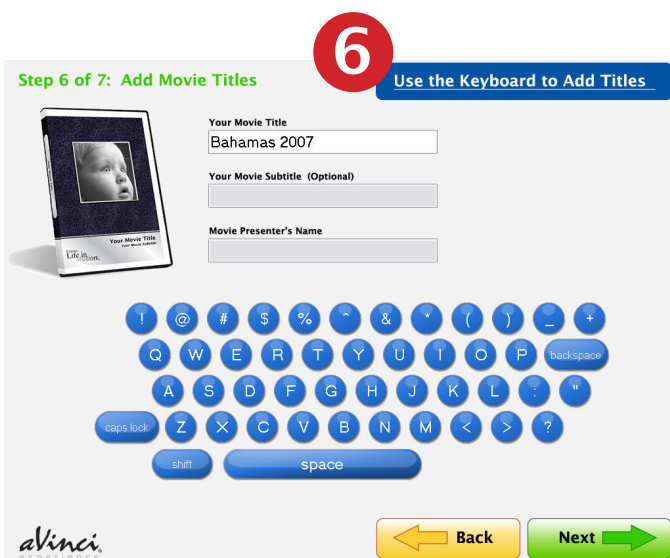 6
Step 6 of 7: Add Movie Titles
Use the Keyboard to Add Titles
Your Movie Title
Bahamas 2007
Your Movie Subtitle (Optional)
Movie Presenter's Name
Your Movie Title
Your Movie Subtitle
Life in
! @ # $ % ^ & * ( ) _ +
Q W E R T Y U I O P backspace
A S D F G H J K L : "
caps lock Z X C V B N M < > ?
shift space
aVinci
experience
Back
Next